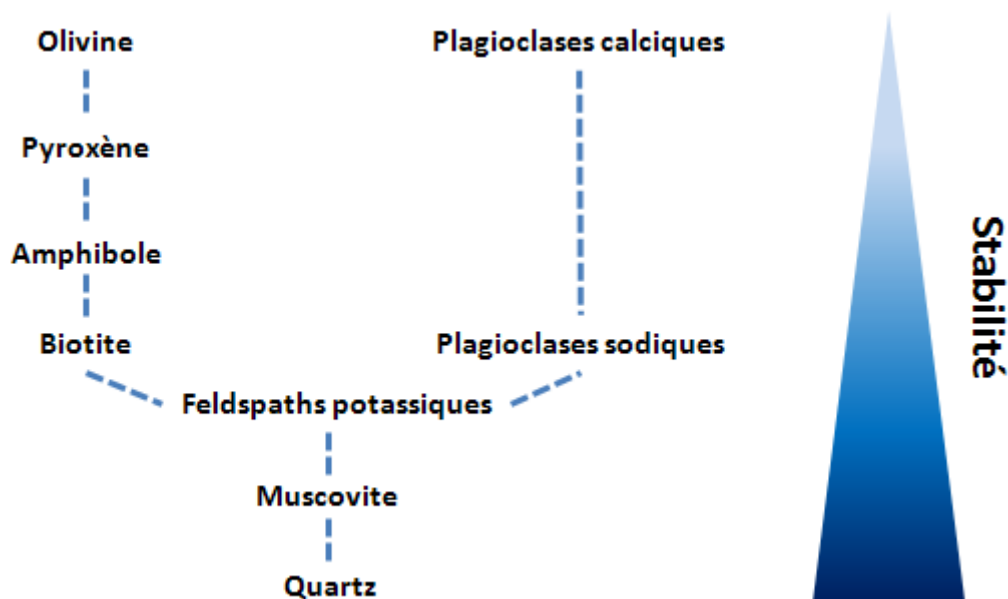 Olivine
Plagioclases calciques
Pyroxène
Amphibole
Biotite
Plagioclases sodiques
Feldspaths potassiques
Muscovite
Quartz
Stabilité